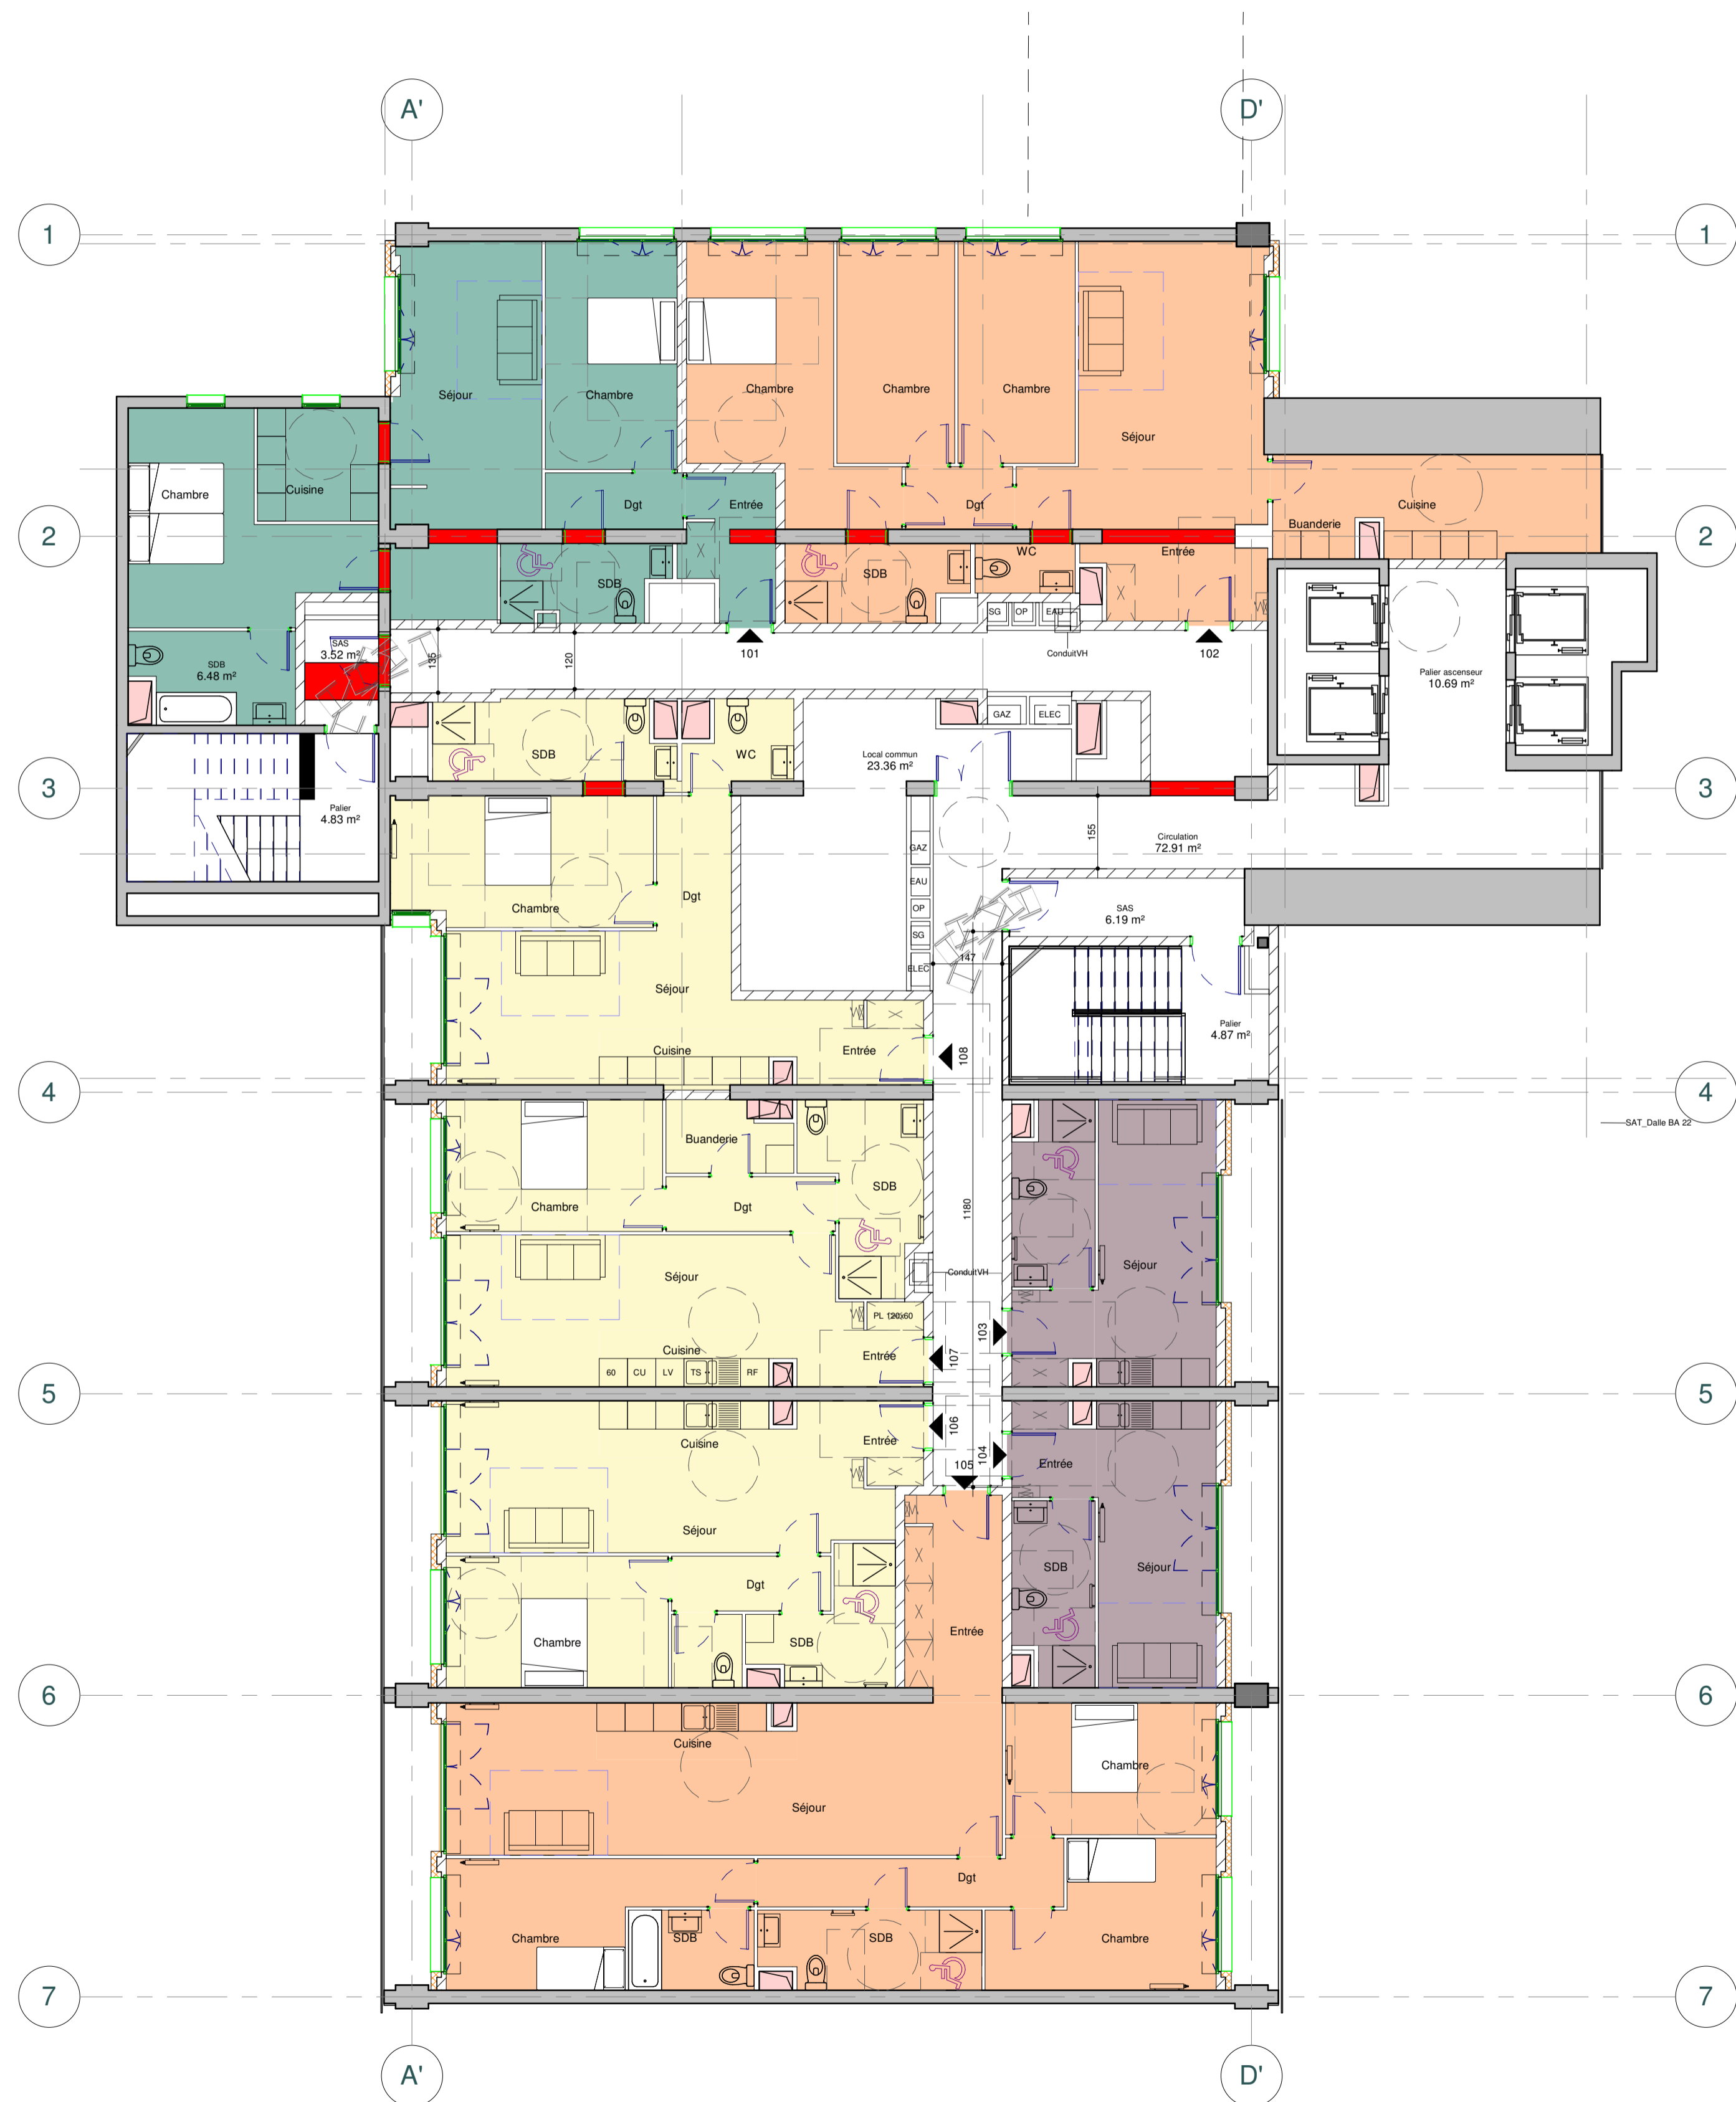 A'
D'
1
1
Séjour
Chambre
Chambre
Chambre
Chambre
Séjour
Chambre
Cuisine
Dgt
Entrée
Dgt
Cuisine
Buanderie
2
2
SDB
SDB
WC
Entrée
SG
OP
EAU
SAS
3.52 m²
SDB
6.48 m²
135
120
101
ConduitVH
102
Palier ascenseur
10.69 m²
GAZ
ELEC
SDB
WC
Local commun
23.36 m²
3
3
Palier
4.83 m²
155
Circulation
72.91 m²
GAZ
EAU
OP
SG
ELEC
Dgt
Chambre
SAS
6.19 m²
147
Séjour
Palier
4.87 m²
Cuisine
Entrée
108
4
4
SAT_Dalle BA 22
Buanderie
SDB
Chambre
Dgt
1180
Séjour
Séjour
ConduitVH
PL 120x60
103
Cuisine
Entrée
107
60
CU
LV
TS
RF
5
5
106
Cuisine
Entrée
104
105
Entrée
Séjour
SDB
Séjour
Dgt
Entrée
Chambre
SDB
6
6
Cuisine
Chambre
Séjour
Dgt
Chambre
SDB
SDB
Chambre
7
7
A'
D'